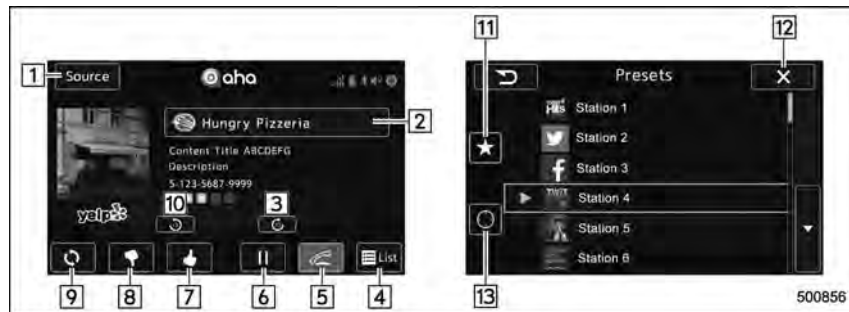 11
12
1
Source
aha
Presets
X
Hungry Pizzeria
2
Station 1
Content Title ABCDEFG
Station 2
Description
5-123-5687-9999
Station 3
10
3
Station 4
yelp
Station 5
List
Station 6
9
8
7
6
5
4
13
500856